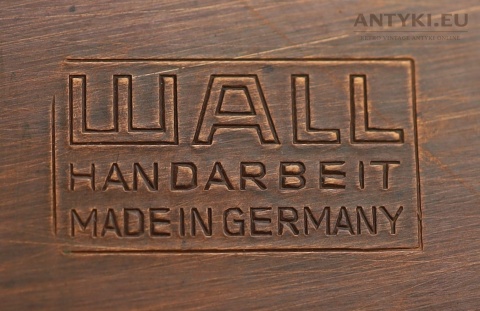 ANTYKI.EU
WALL
HANDARBEIT
MADE IN GERMANY